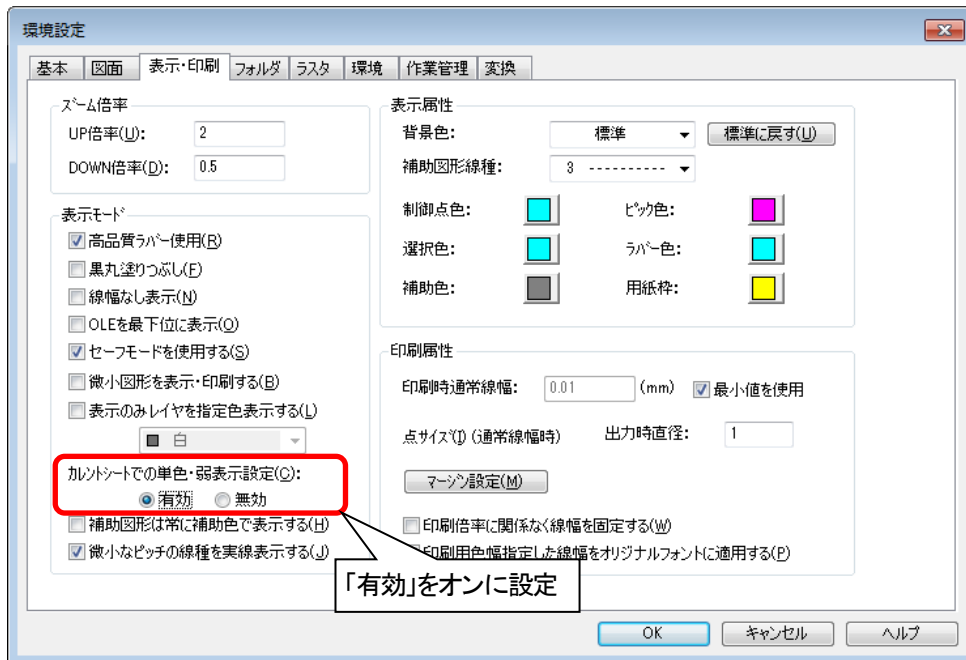 環境設定
基本 図面 表示・印刷 フォルダ ラスタ 環境 作業管理 変換
ズーム倍率
UP倍率(U): 2
DOWN倍率(D): 0.5
表示モード
高品質ラバー使用(R)
黒丸塗りつぶし(F)
線幅なし表示(N)
OLEを最下位に表示(O)
セーフモードを使用する(S)
微小図形を表示・印刷する(B)
表示のみレイヤを指定色表示する(L)
白
カレントシートでの単色・弱表示設定(C):
有効 無効
補助図形は常に補助色で表示する(H)
微小なピッチの線種を実線表示する(J)
表示属性
背景色: 標準 標準に戻す(U)
補助図形線種: 3 ----------
制御点色: ピック色:
選択色: ラバー色:
補助色: 用紙枠:
印刷属性
印刷時通常線幅: 0.01 (mm) 最小値を使用
点サイズ(I) (通常線幅時) 出力時直径: 1
マージン設定(M)
印刷倍率に関係なく線幅を固定する(W)
印刷用色幅指定した線幅をオリジナルフォントに適用する(P)
「有効」をオンに設定
OK キャンセル ヘルプ